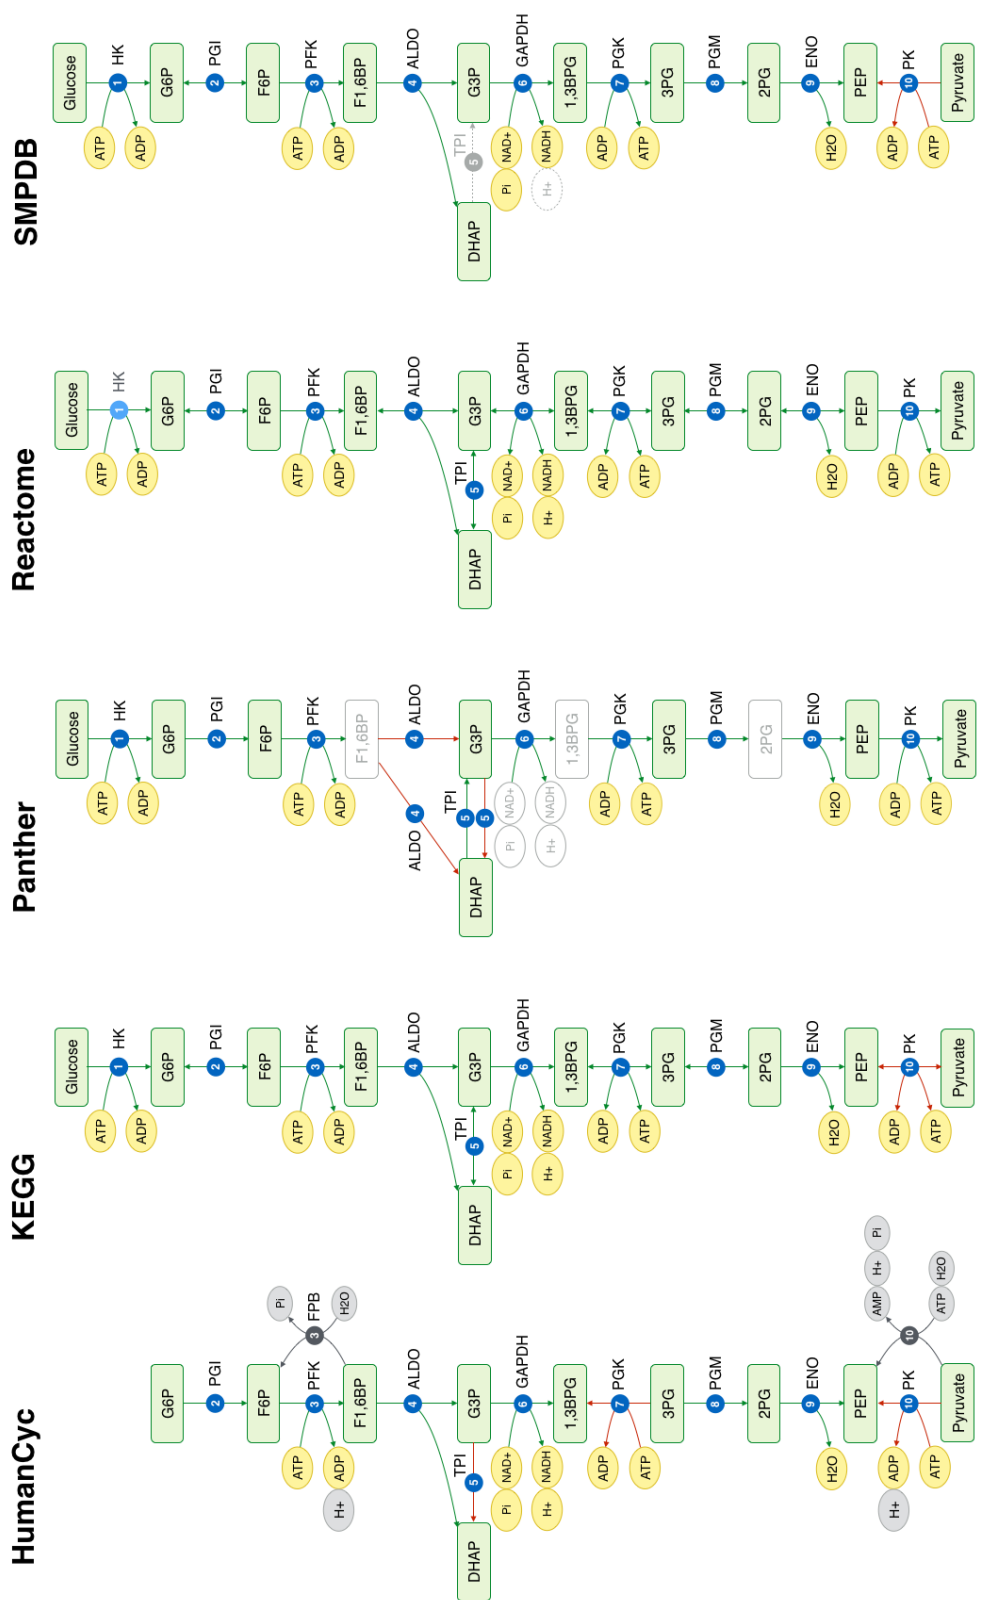 SMPDB
Glucose
HK
1
ATP
ADP
G6P
PGI
2
F6P
PFK
3
ATP
ADP
F1,6BP
ALDO
4
G3P
TPI
5
DHAP
GAPDH
6
NAD+
Pi
NADH
H+
1,3BPG
PGK
7
ADP
ATP
3PG
PGM
8
2PG
ENO
9
H2O
PEP
PK
10
ADP
ATP
Pyruvate
Reactome
Glucose
HK
1
ATP
ADP
G6P
PGI
2
F6P
PFK
3
ATP
ADP
F1,6BP
ALDO
4
G3P
TPI
5
DHAP
GAPDH
6
NAD+
Pi
NADH
H+
1,3BPG
PGK
7
ADP
ATP
3PG
PGM
8
2PG
ENO
9
H2O
PEP
PK
10
ADP
ATP
Pyruvate
Panther
Glucose
HK
1
ATP
ADP
G6P
PGI
2
F6P
PFK
3
ATP
ADP
F1,6BP
ALDO
4
ALDO
4
G3P
TPI
5
5
DHAP
GAPDH
6
NAD+
Pi
NADH
H+
1,3BPG
PGK
7
ADP
ATP
3PG
PGM
8
2PG
ENO
9
H2O
PEP
PK
10
ADP
ATP
Pyruvate
KEGG
Glucose
HK
1
ATP
ADP
G6P
PGI
2
F6P
PFK
3
ATP
ADP
F1,6BP
ALDO
4
G3P
TPI
5
DHAP
GAPDH
6
NAD+
Pi
NADH
H+
1,3BPG
PGK
7
ADP
ATP
3PG
PGM
8
2PG
ENO
9
H2O
PEP
PK
10
ADP
ATP
Pyruvate
HumanCyc
G6P
PGI
2
F6P
Pi
FPB
3
H2O
PFK
3
ATP
ADP
H+
F1,6BP
ALDO
4
G3P
TPI
5
DHAP
GAPDH
6
NAD+
Pi
NADH
H+
1,3BPG
PGK
7
ADP
ATP
3PG
PGM
8
2PG
ENO
9
H2O
PEP
AMP
H+
Pi
10
ATP
H2O
PK
10
ADP
H+
ATP
Pyruvate